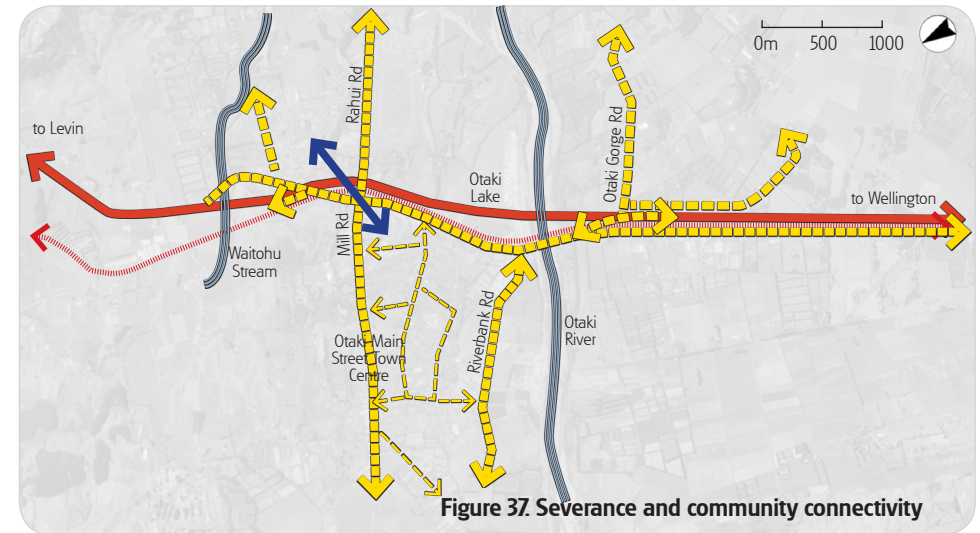 0m 500 1000
to Levin
Rahui Rd
Otaki Gorge Rd
Otaki
Lake
to Wellington
Mill Rd
Waitohu
Stream
Riverbank Rd
Otaki
River
Otaki Main
Street Town
Centre
Figure 37. Severance and community connectivity